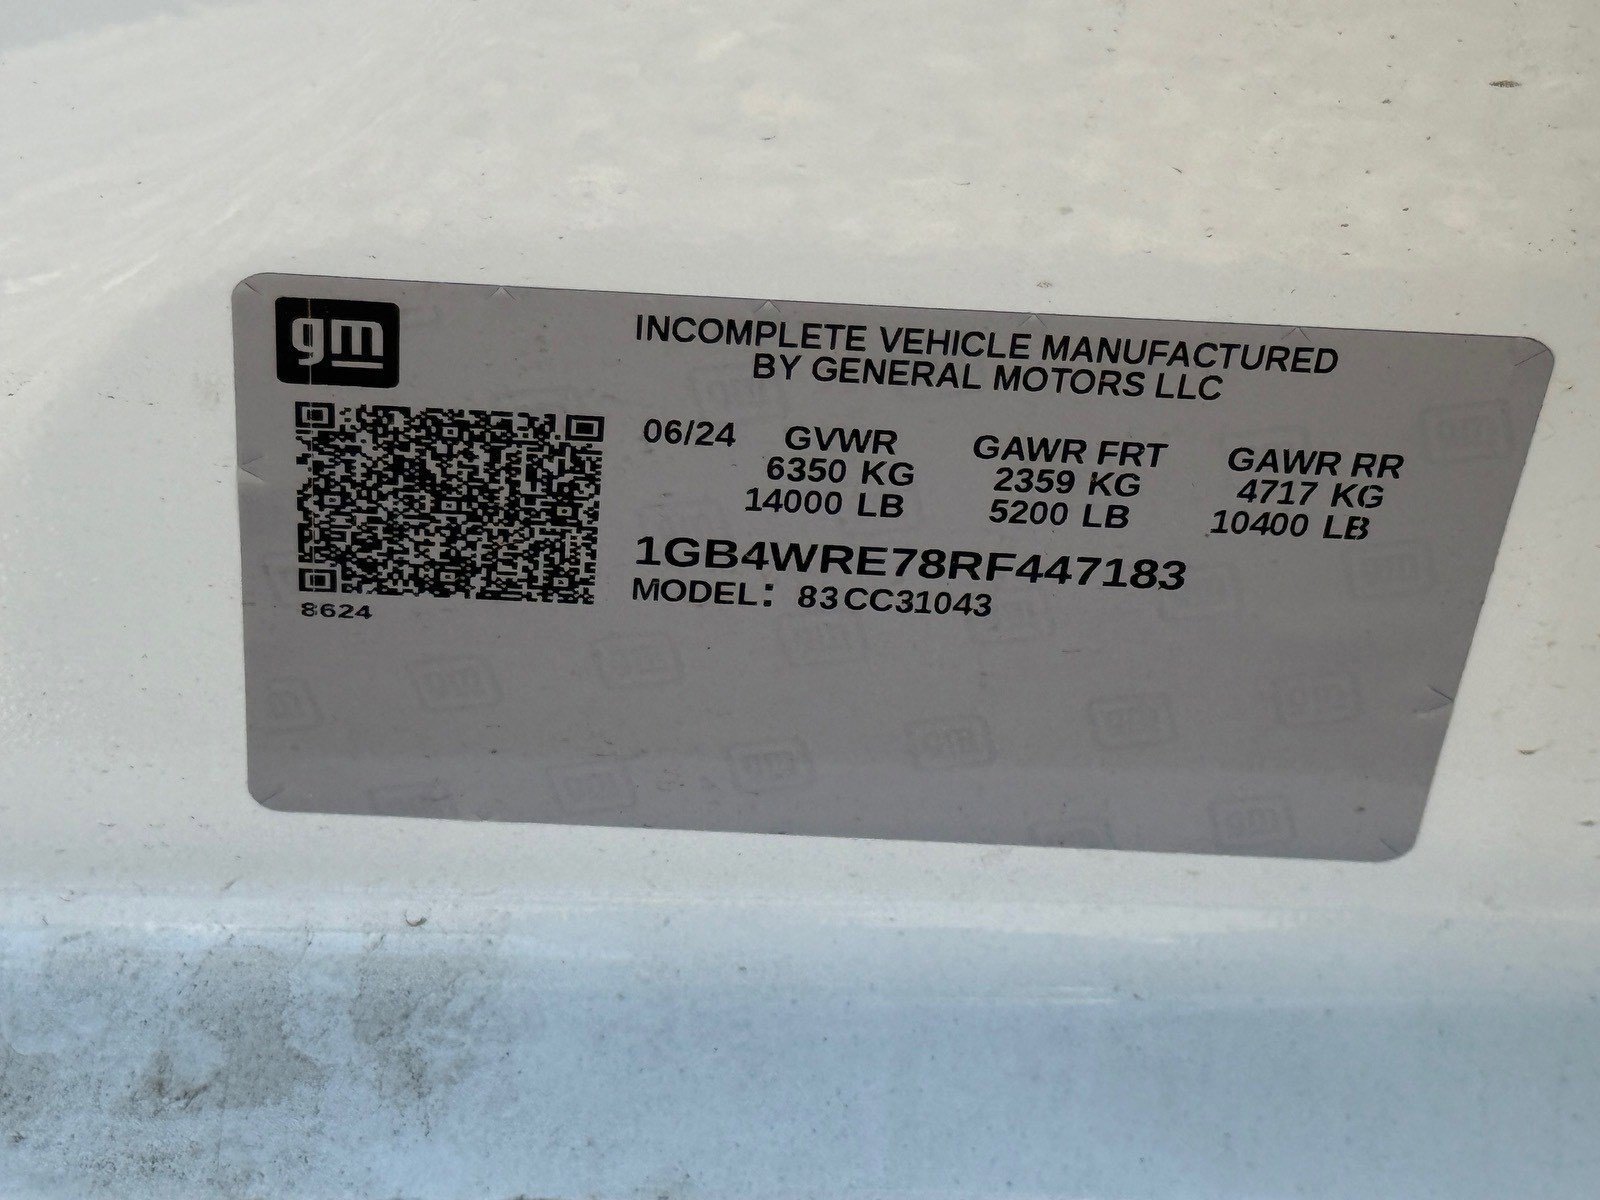 gm
INCOMPLETE VEHICLE MANUFACTURED
BY GENERAL MOTORS LLC
06/24 GVWR GAWR FRT GAWR RR
6350 KG 2359 KG 4717 KG
14000 LB 5200 LB 10400 LB
1GB4WRE78RF447183
MODEL: 83CC31043
8624